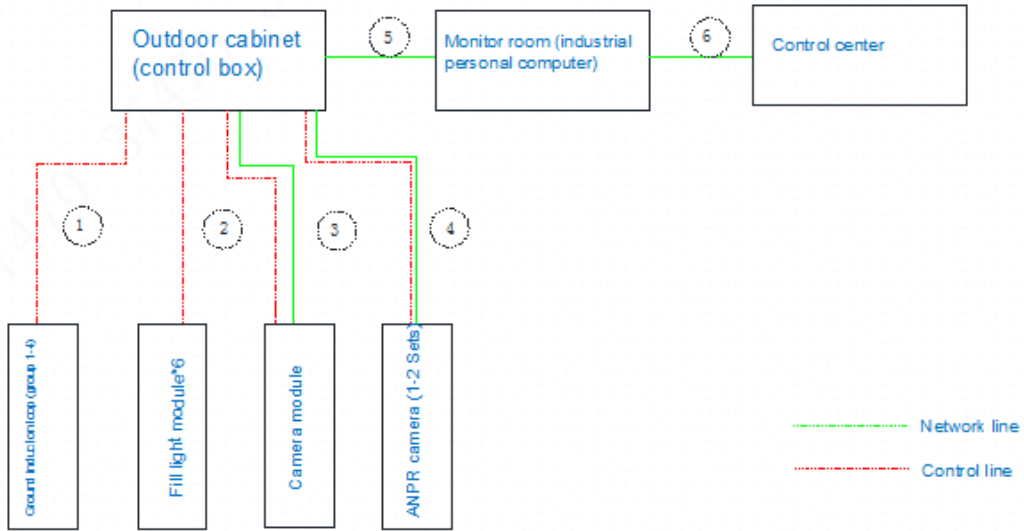 Outdoor cabinet
(control box)
5
Monitor room (industrial
personal computer)
6
Control center
1
2
3
4
Ground induction loop (group 1-4)
Fill light module*6
Camera module
ANPR camera (1-2 Sets)
Network line
Control line